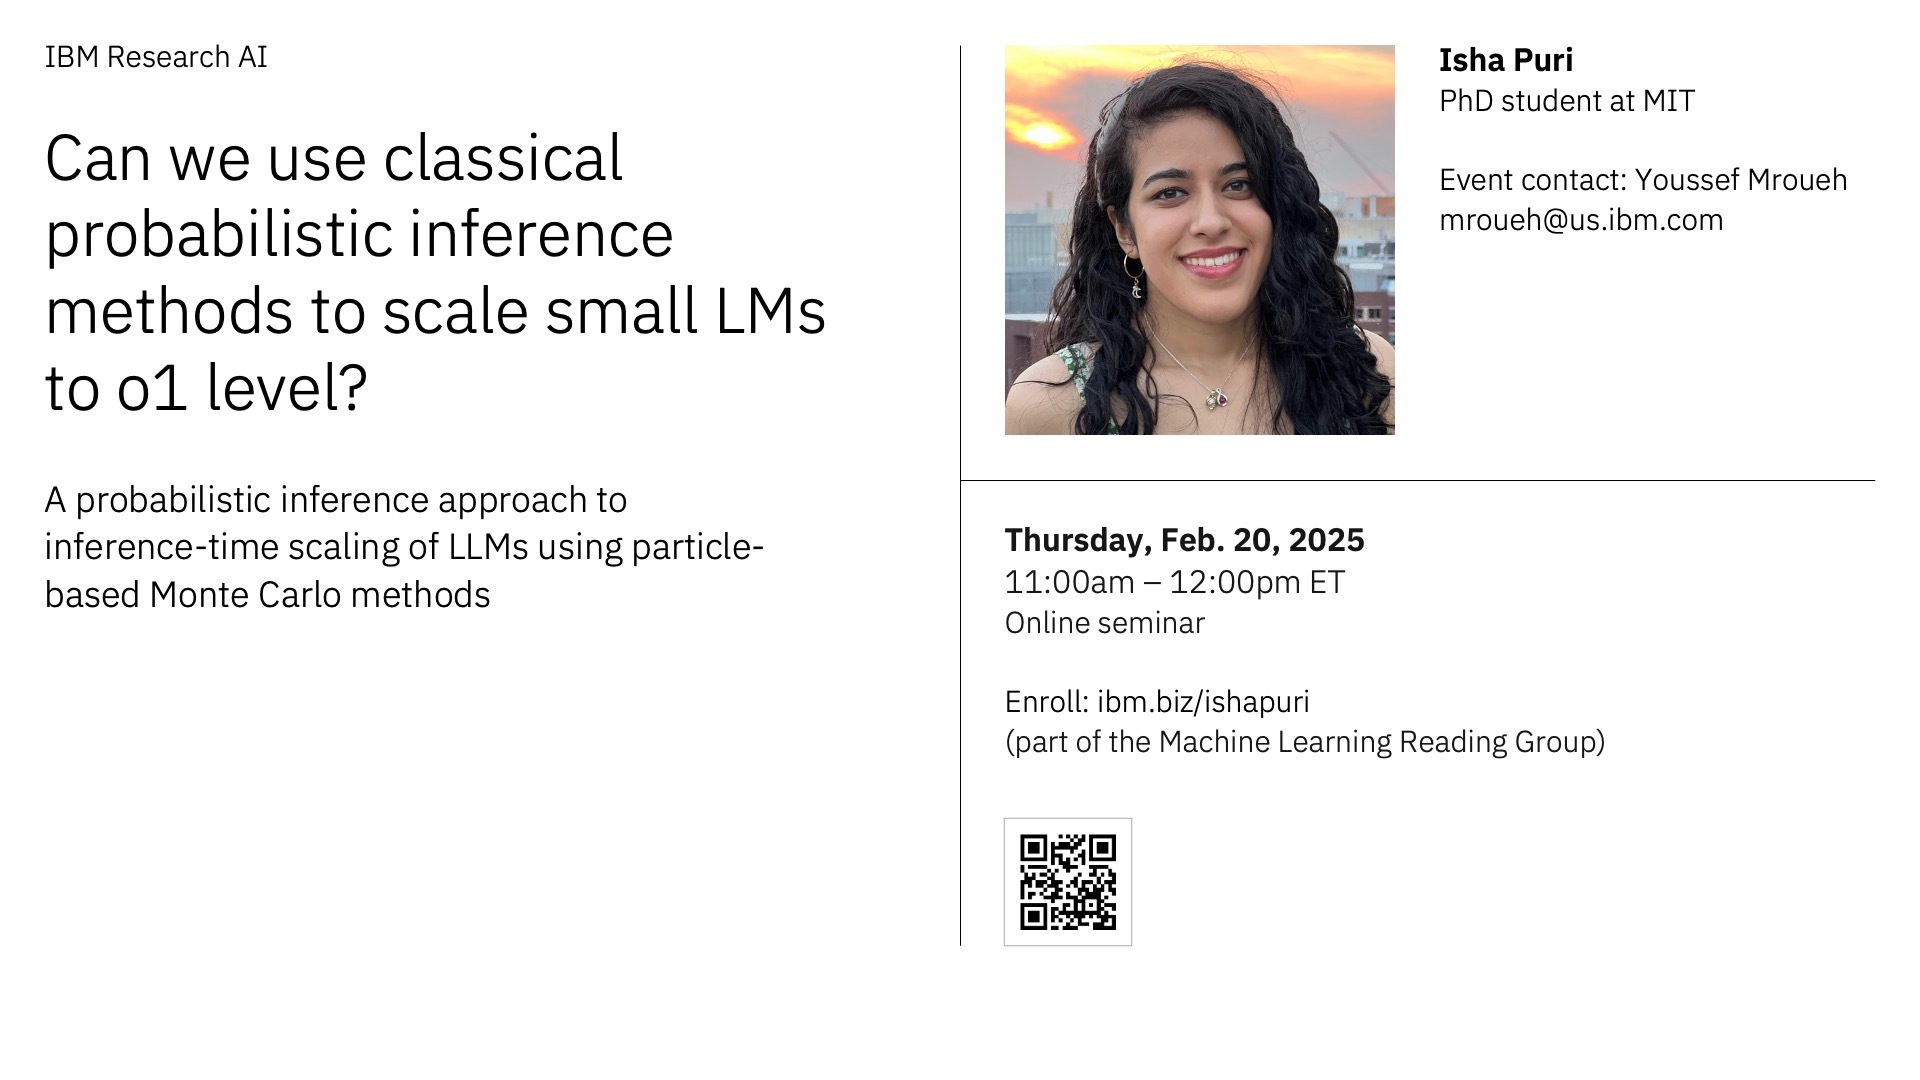 IBM Research AI
Can we use classical
probabilistic inference
methods to scale small LMs
to o1 level?
A probabilistic inference approach to
inference-time scaling of LLMs using particle-
based Monte Carlo methods
Isha Puri
PhD student at MIT
Event contact: Youssef Mroueh
mroueh@us.ibm.com
Thursday, Feb. 20, 2025
11:00am – 12:00pm ET
Online seminar
Enroll: ibm.biz/ishapuri
(part of the Machine Learning Reading Group)